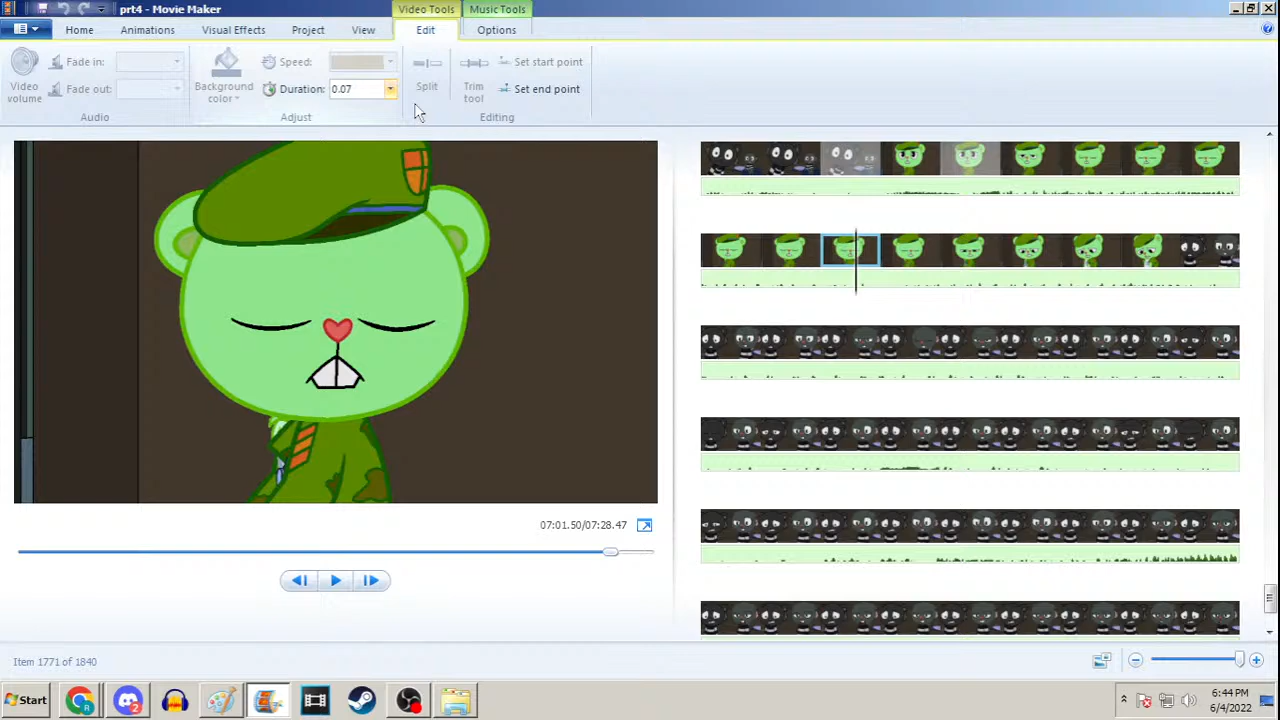 prt4 - Movie Maker
Video Tools
Music Tools
Home
Animations
Visual Effects
Project
View
Edit
Options
Video volume
Fade in:
Fade out:
Audio
Background color
Speed:
Duration: 0.07
Adjust
Split
Trim tool
Set start point
Set end point
Editing
07:01.50/07:28.47
Item 1771 of 1840
Start
2
6:44 PM
6/4/2022